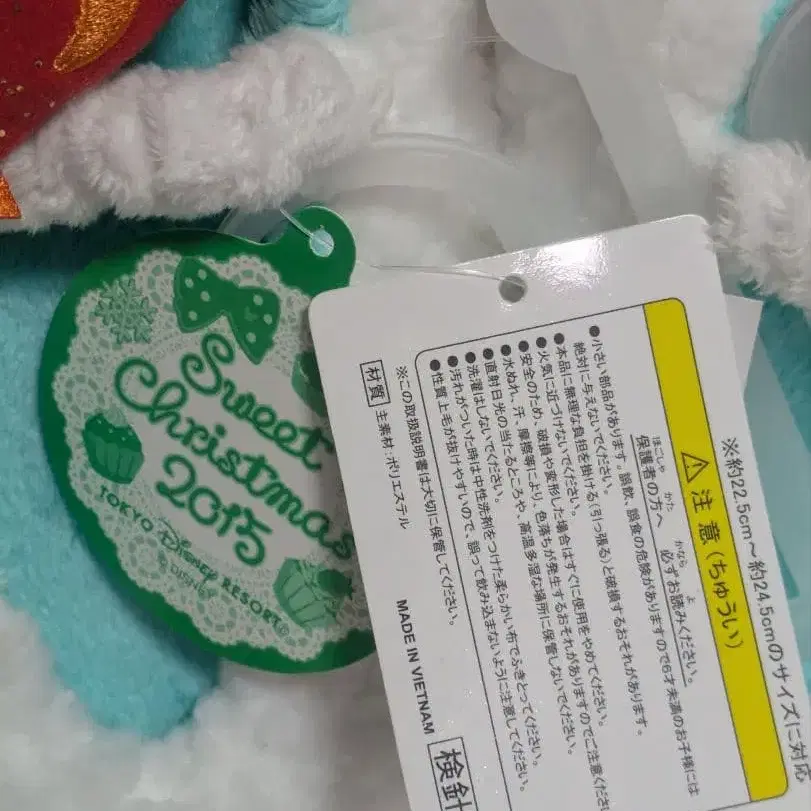 Sweet
Christmas
2015
TOKYO DISNEY RESORT®
© DISNEY
※約22.5cm～約24.5cmのサイズに対応
注意(ちゅうい)
ほごしゃ かた かなら よ
保護者の方へ 必ずお読みください。
●小さい部品があります。誤飲、誤食の危険がありますので6才未満のお子様には
絶対に与えないでください。
●本品に無理な負担を掛ける(引っ張る)と破損するおそれがあります。
●火気に近づけないでください。
●安全のため、破損や変形した場合はすぐに使用をやめてください。
●水ぬれ、汗、摩擦等により、色落ちが発生するおそれがありますのでご注意くださ
●直射日光の当たるところや、高温多湿な場所に保管しないでください。
●洗濯はしないでください。
●汚れがついた時は中性洗剤をつけた柔らかい布でふきとってください。
●性質上毛が抜けやすいので、誤って飲み込まないように注意してください。
※この取扱説明書は大切に保管してください。
材質 主素材:ポリエステル
MADE IN VIETNAM
検針